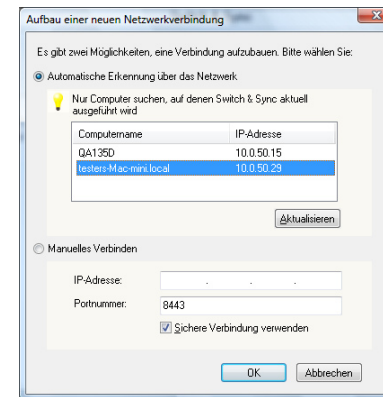 Aufbau einer neuen Netzwerkverbindung
Es gibt zwei Möglichkeiten, eine Verbindung aufzubauen. Bitte wählen Sie:
Automatische Erkennung über das Netzwerk
Nur Computer suchen, auf denen Switch & Sync aktuell
ausgeführt wird
Computername IP-Adresse
QA135D 10.0.50.15
testers-Mac-mini.local 10.0.50.29
Aktualisieren
Manuelles Verbinden
IP-Adresse: . . .
Portnummer: 8443
Sichere Verbindung verwenden
OK Abbrechen